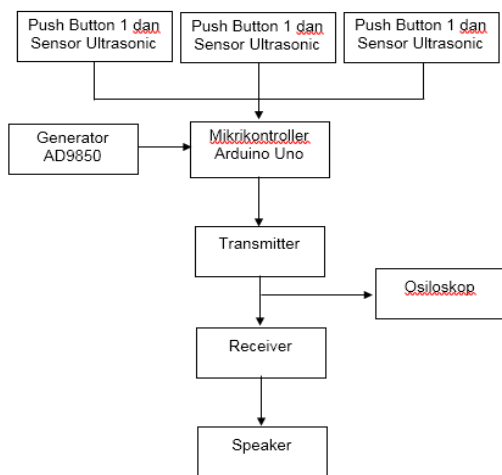 Push Button 1 dan
Sensor Ultrasonic
Push Button 1 dan
Sensor Ultrasonic
Push Button 1 dan
Sensor Ultrasonic
Generator
AD9850
Mikrikontroller
Arduino Uno
Transmitter
Osiloskop
Receiver
Speaker